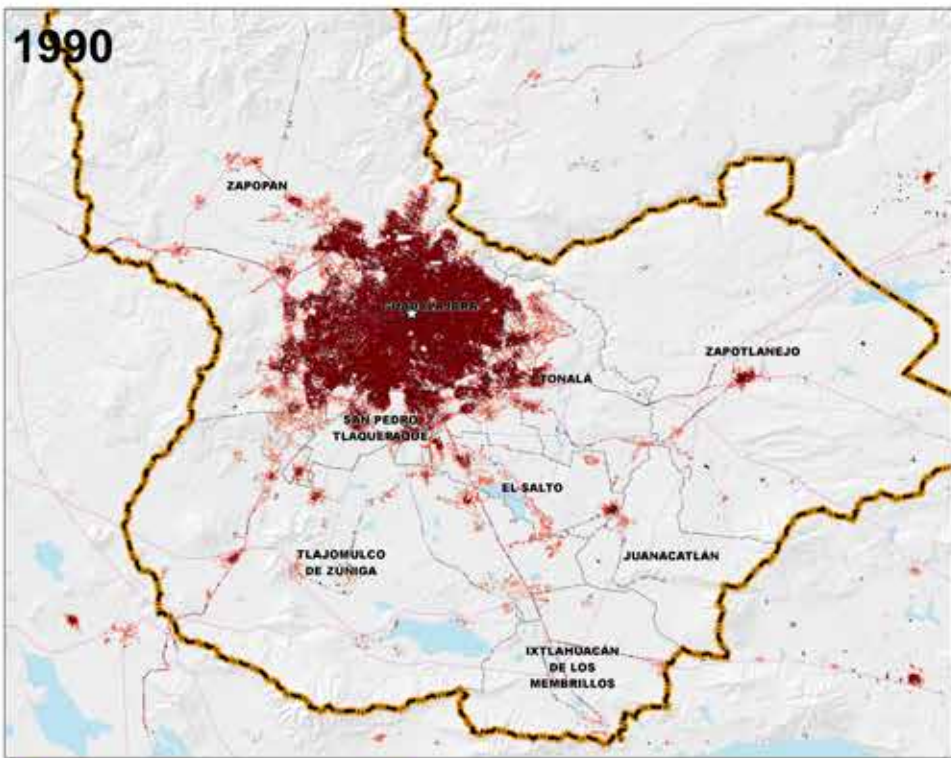 1990
ZAPOPAN
GUADALAJARA
ZAPOTLANEJO
TONALÁ
SAN PEDRO
TLAQUEPAQUE
EL SALTO
TLAJOMULCO
DE ZÚÑIGA
JUANACATLÁN
IXTLAHUACÁN
DE LOS
MEMBRILLOS